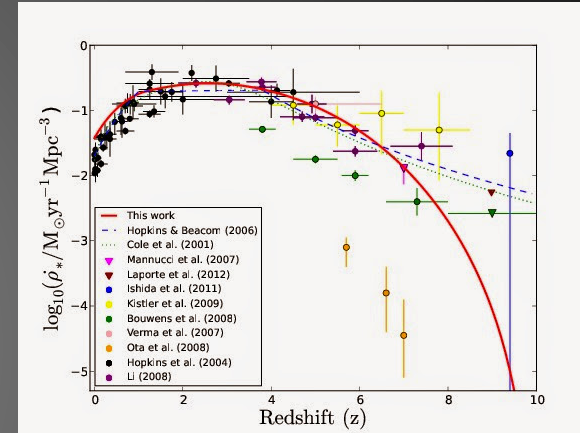 0
−1
−2
−3
−4
−5
log10(ρ̇*/M⊙yr−1Mpc−3)
This work
Hopkins & Beacom (2006)
Cole et al. (2001)
Mannucci et al. (2007)
Laporte et al. (2012)
Ishida et al. (2011)
Kistler et al. (2009)
Bouwens et al. (2008)
Verma et al. (2007)
Ota et al. (2008)
Hopkins et al. (2004)
Li (2008)
0 2 4 6 8 10
Redshift (z)